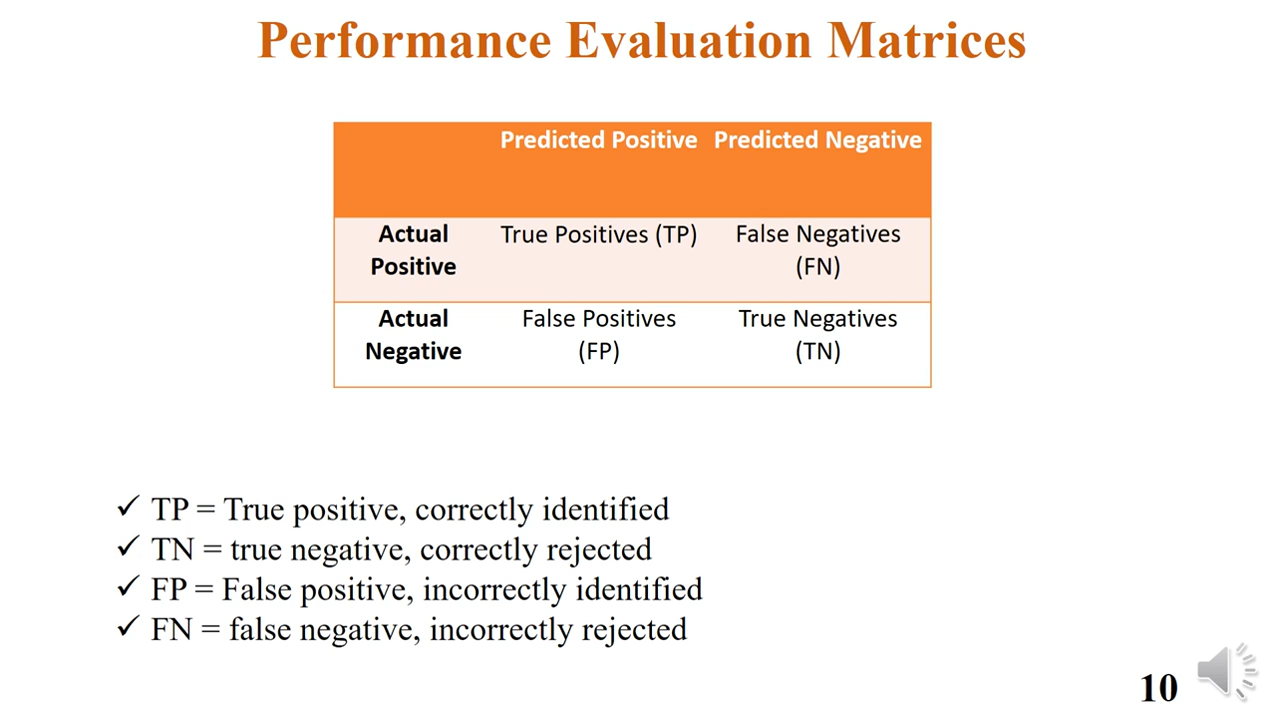 Performance Evaluation Matrices
Predicted Positive Predicted Negative
Actual Positive True Positives (TP) False Negatives (FN)
Actual Negative False Positives (FP) True Negatives (TN)
✓ TP = True positive, correctly identified
✓ TN = true negative, correctly rejected
✓ FP = False positive, incorrectly identified
✓ FN = false negative, incorrectly rejected
10